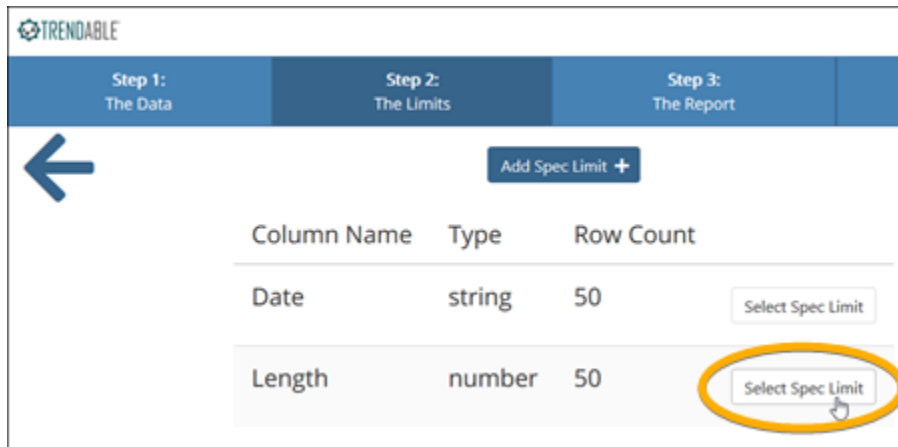 TRENDABLE
Step 1: Step 2: Step 3:
The Data The Limits The Report
Add Spec Limit +
Column Name Type Row Count
Date string 50 Select Spec Limit
Length number 50 Select Spec Limit